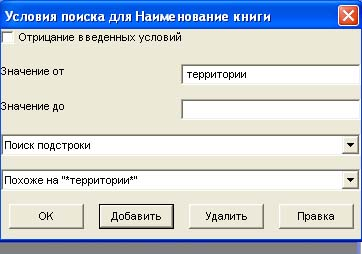 Условия поиска для Наименование книги
Отрицание введенных условий
Значение от
территории
Значение до
Поиск подстроки
Похоже на "*территории*"
OK Добавить Удалить Правка